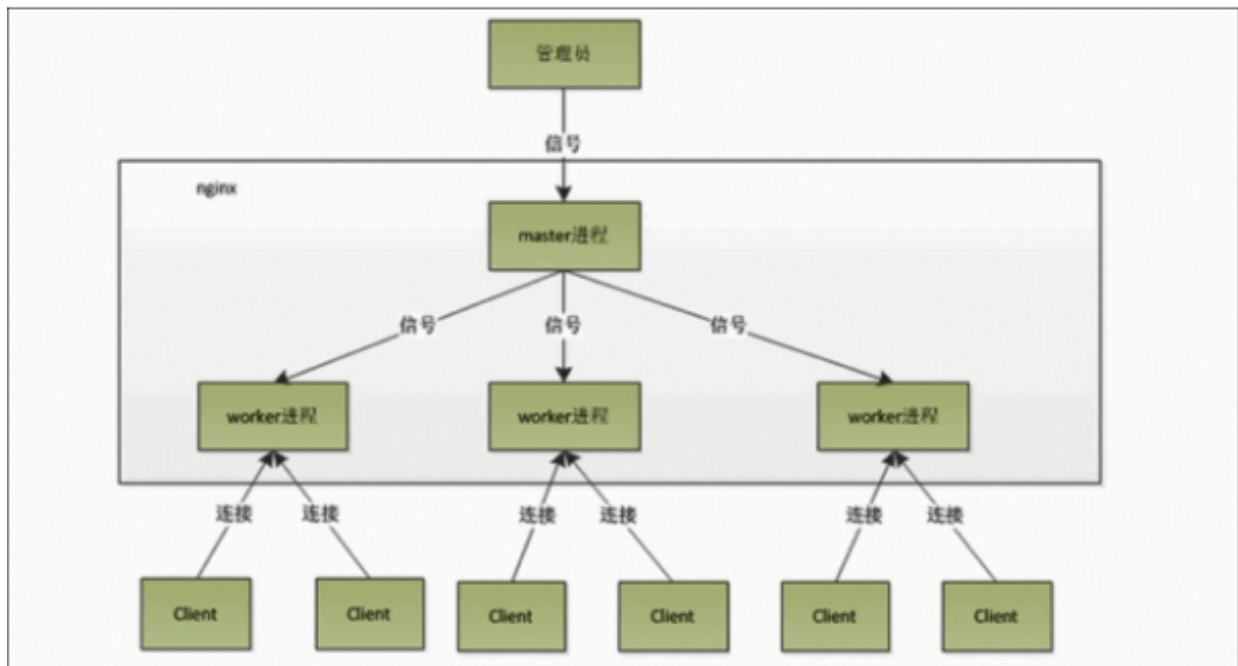 管理员
信号
nginx
master进程
信号 信号 信号
worker进程 worker进程 worker进程
连接 连接 连接 连接 连接 连接
Client Client Client Client Client Client